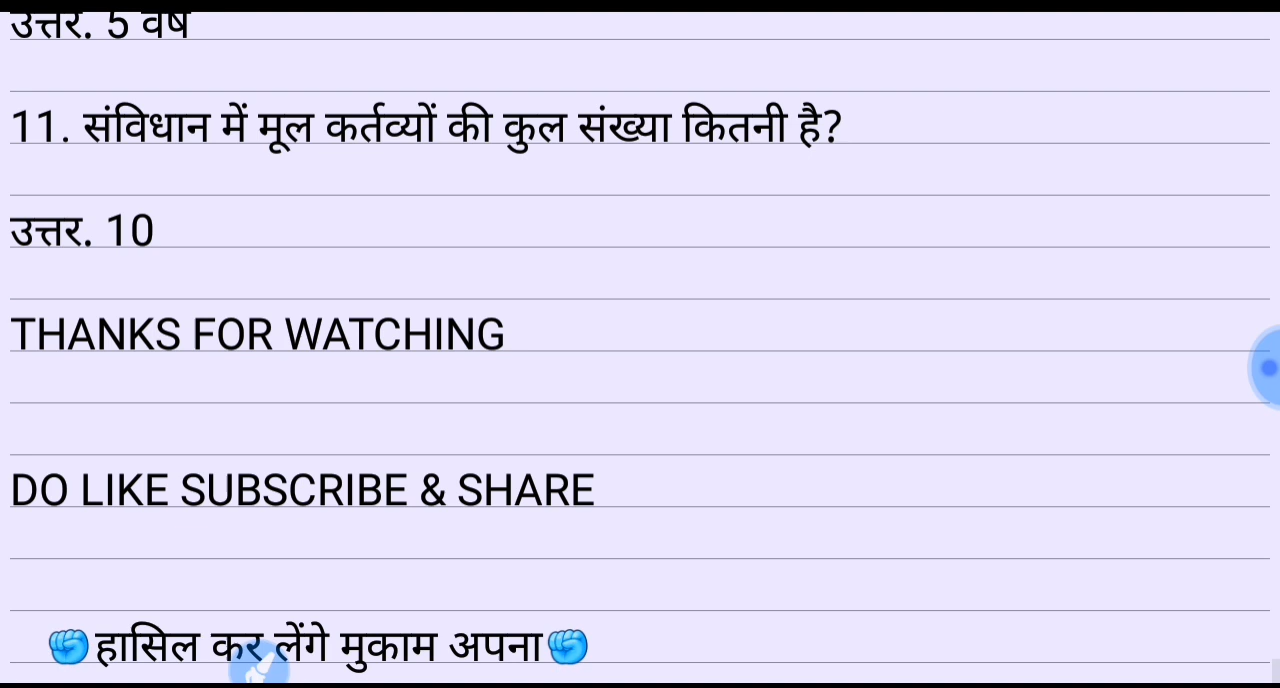 उत्तर. 5 वर्ष
11. संविधान में मूल कर्तव्यों की कुल संख्या कितनी है?
उत्तर. 10
THANKS FOR WATCHING
DO LIKE SUBSCRIBE & SHARE
✊हासिल कर लेंगे मुकाम अपना✊